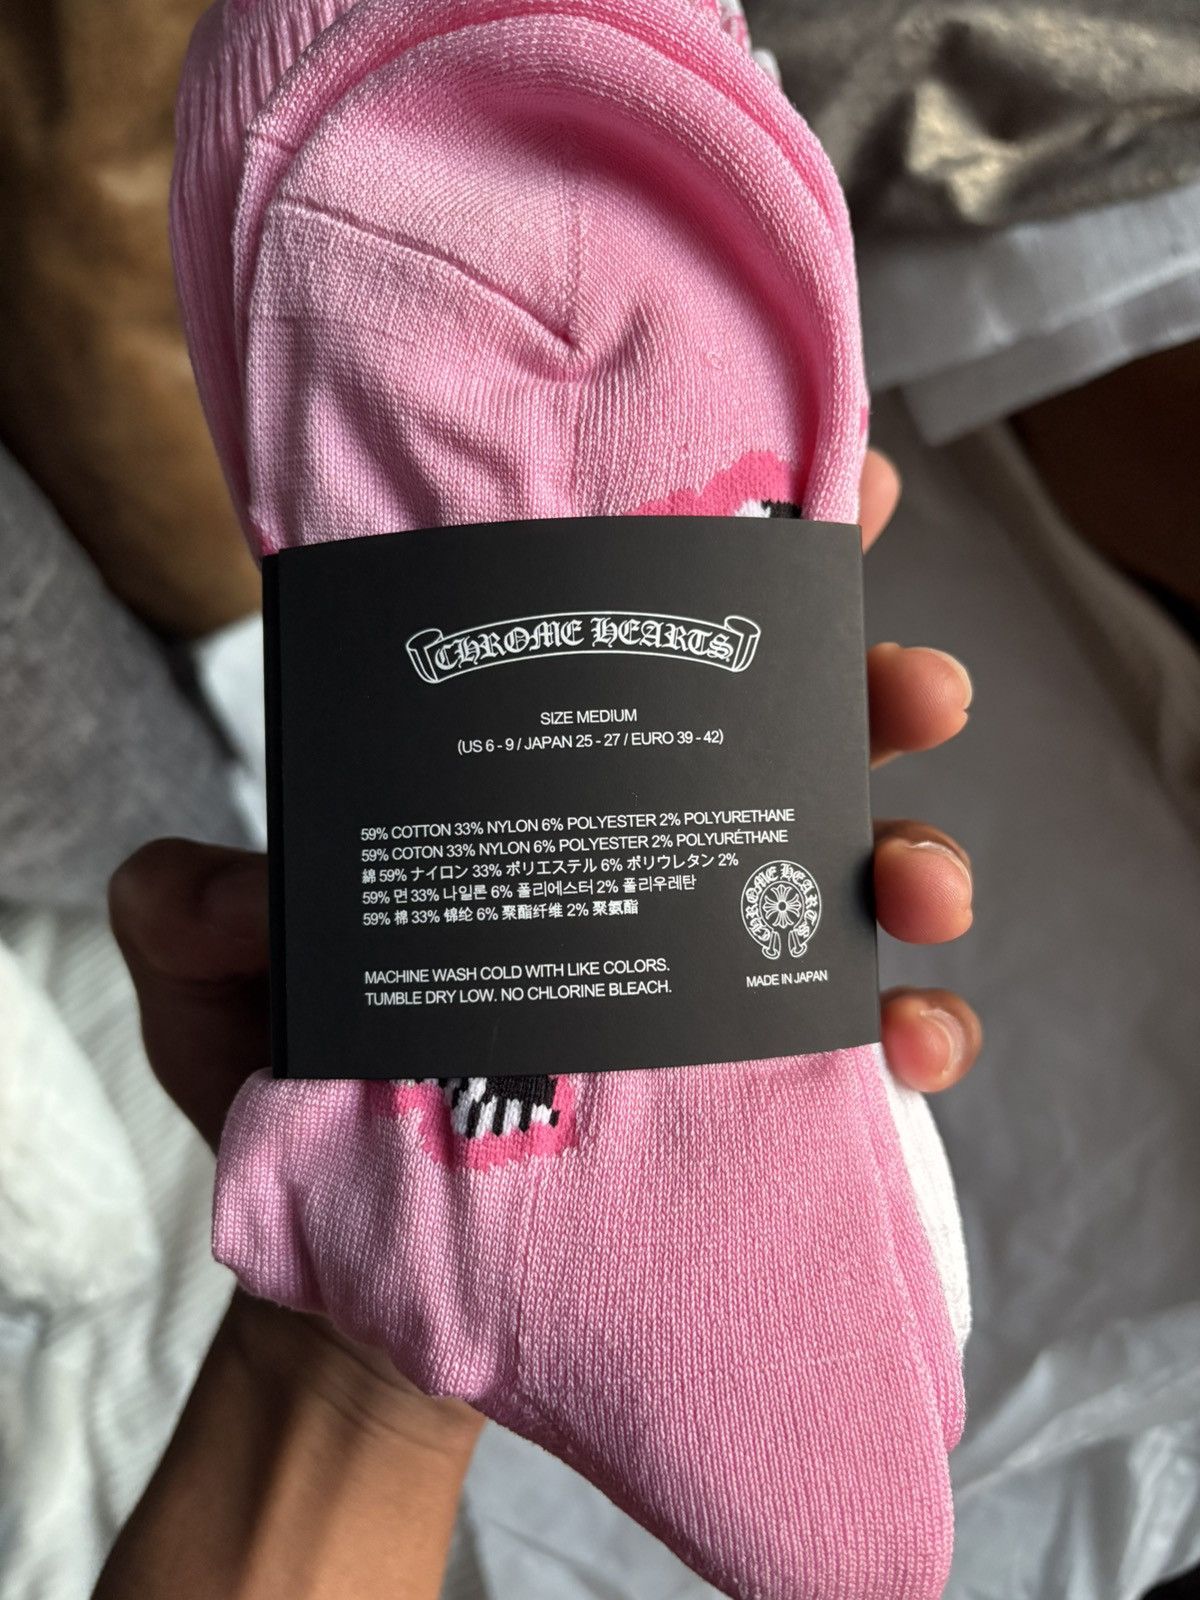 CHROME HEARTS
SIZE MEDIUM
(US 6 - 9 / JAPAN 25 - 27 / EURO 39 - 42)
59% COTTON 33% NYLON 6% POLYESTER 2% POLYURETHANE
59% COTON 33% NYLON 6% POLYESTER 2% POLYURÉTHANE
綿 59% ナイロン 33% ポリエステル 6% ポリウレタン 2%
59% 면 33% 나일론 6% 폴리에스터 2% 폴리우레탄
59% 棉 33% 锦纶 6% 聚酯纤维 2% 聚氨酯
CHROME HEARTS
MACHINE WASH COLD WITH LIKE COLORS.
TUMBLE DRY LOW. NO CHLORINE BLEACH.
MADE IN JAPAN